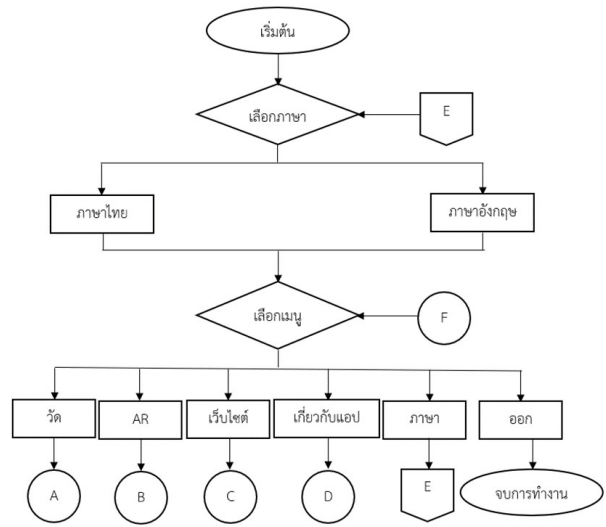 เริ่มต้น
เลือกภาษา
E
ภาษาไทย
ภาษาอังกฤษ
เลือกเมนู
F
วัด
AR
เว็บไซต์
เกี่ยวกับแอป
ภาษา
ออก
A
B
C
D
E
จบการทำงาน